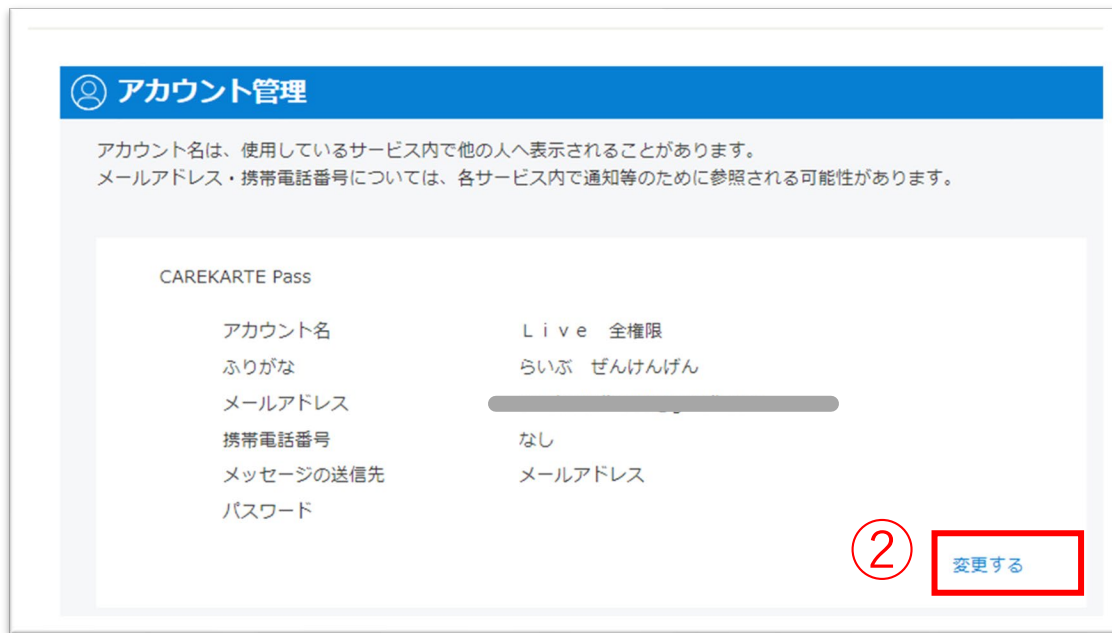 アカウント管理
アカウント名は、使用しているサービス内で他の人へ表示されることがあります。
メールアドレス・携帯電話番号については、各サービス内で通知等のために参照される可能性があります。
CAREKARTE Pass
アカウント名 Ｌｉｖｅ　全権限
ふりがな らいぶ　ぜんけんげん
メールアドレス
携帯電話番号 なし
メッセージの送信先 メールアドレス
パスワード
② 変更する